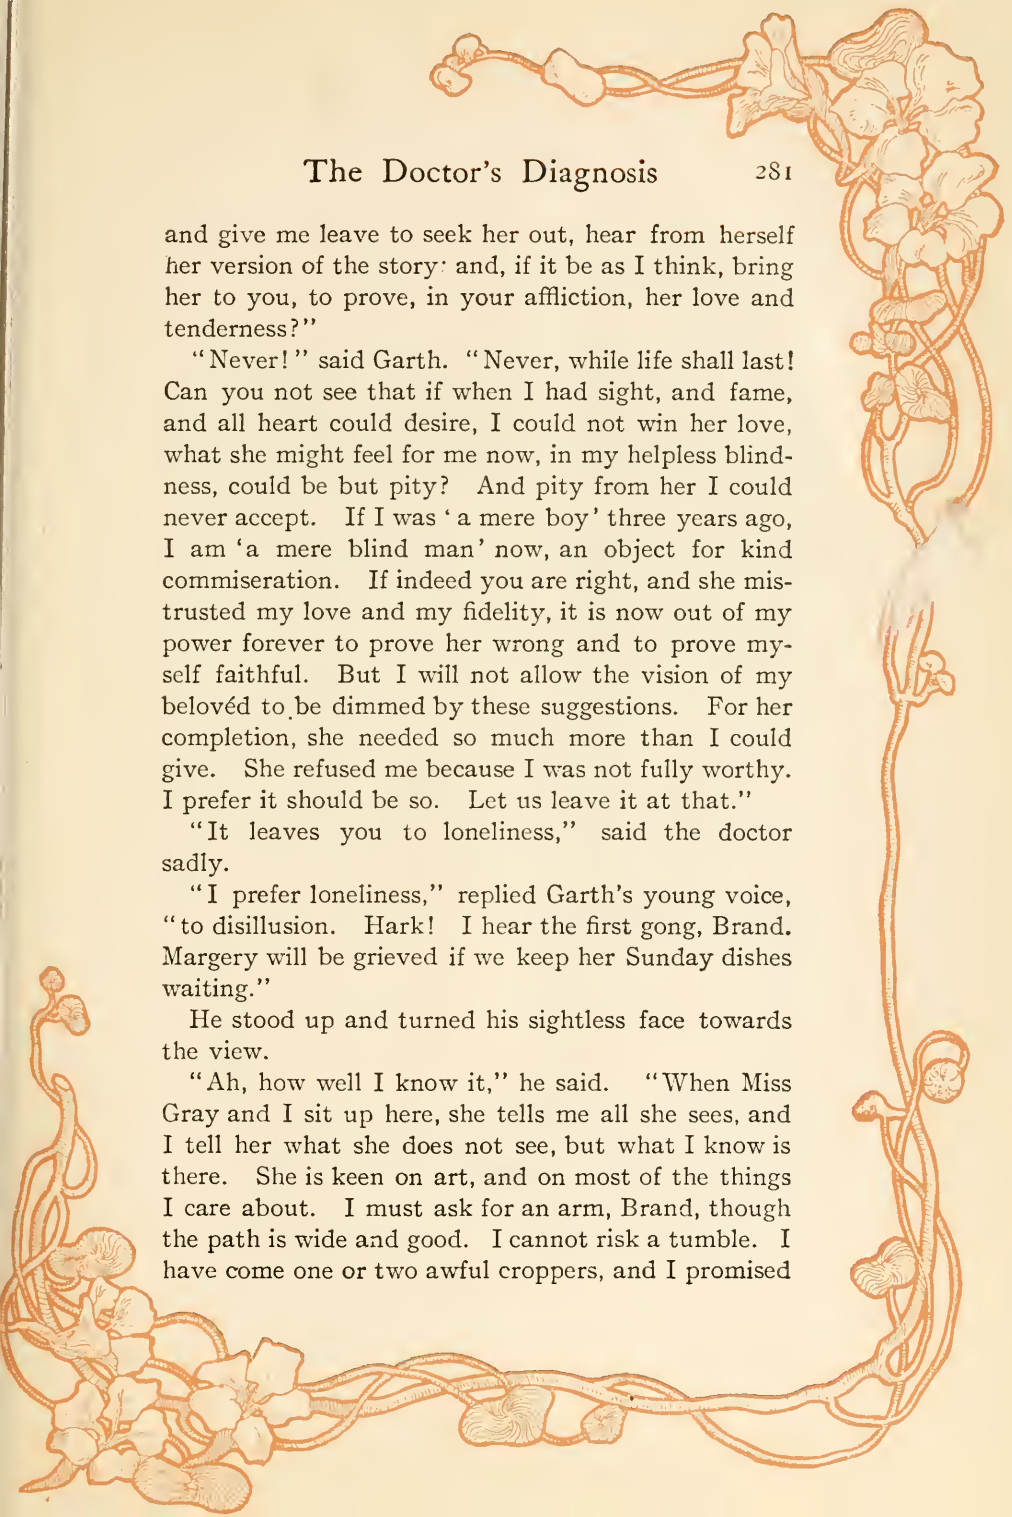 The Doctor's Diagnosis 281
and give me leave to seek her out, hear from herself
her version of the story: and, if it be as I think, bring
her to you, to prove, in your affliction, her love and
tenderness?"
"Never!" said Garth. "Never, while life shall last!
Can you not see that if when I had sight, and fame,
and all heart could desire, I could not win her love,
what she might feel for me now, in my helpless blind-
ness, could be but pity? And pity from her I could
never accept. If I was 'a mere boy' three years ago,
I am 'a mere blind man' now, an object for kind
commiseration. If indeed you are right, and she mis-
trusted my love and my fidelity, it is now out of my
power forever to prove her wrong and to prove my-
self faithful. But I will not allow the vision of my
belovéd to be dimmed by these suggestions. For her
completion, she needed so much more than I could
give. She refused me because I was not fully worthy.
I prefer it should be so. Let us leave it at that."
"It leaves you to loneliness," said the doctor
sadly.
"I prefer loneliness," replied Garth's young voice,
"to disillusion. Hark! I hear the first gong, Brand.
Margery will be grieved if we keep her Sunday dishes
waiting."
He stood up and turned his sightless face towards
the view.
"Ah, how well I know it," he said. "When Miss
Gray and I sit up here, she tells me all she sees, and
I tell her what she does not see, but what I know is
there. She is keen on art, and on most of the things
I care about. I must ask for an arm, Brand, though
the path is wide and good. I cannot risk a tumble. I
have come one or two awful croppers, and I promised